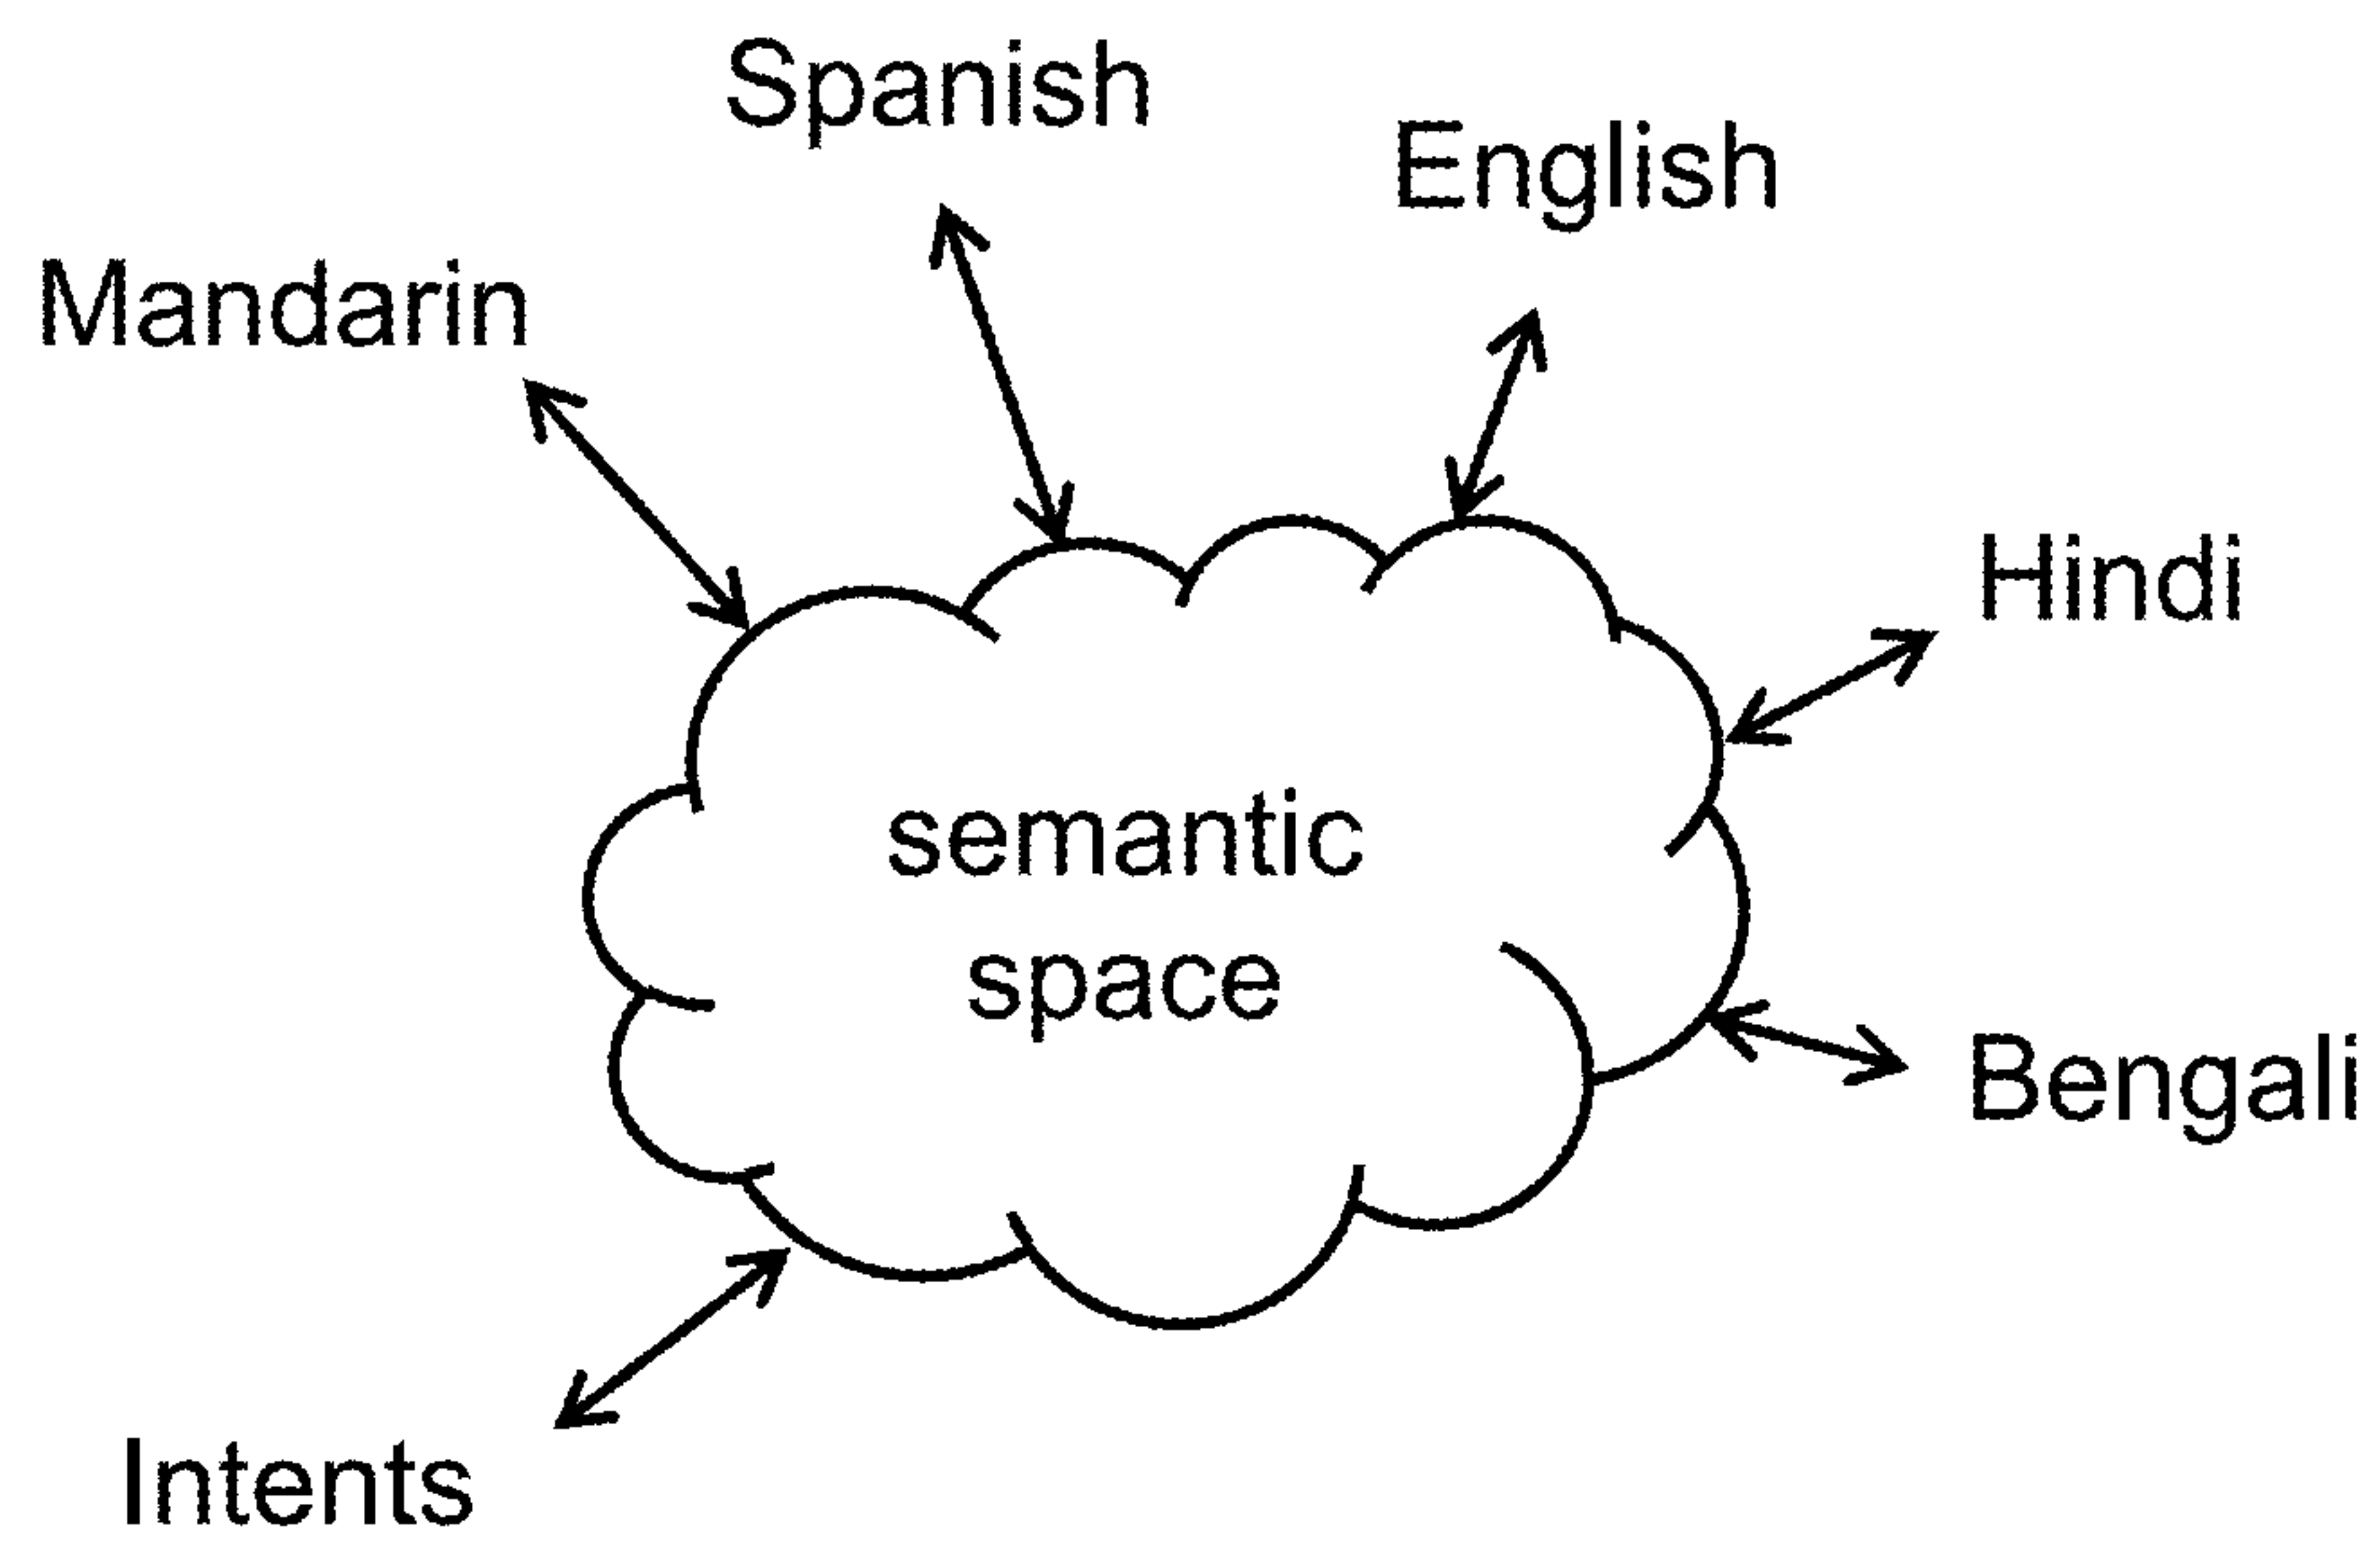 Spanish
English
Mandarin
Hindi
semantic
space
Bengali
Intents